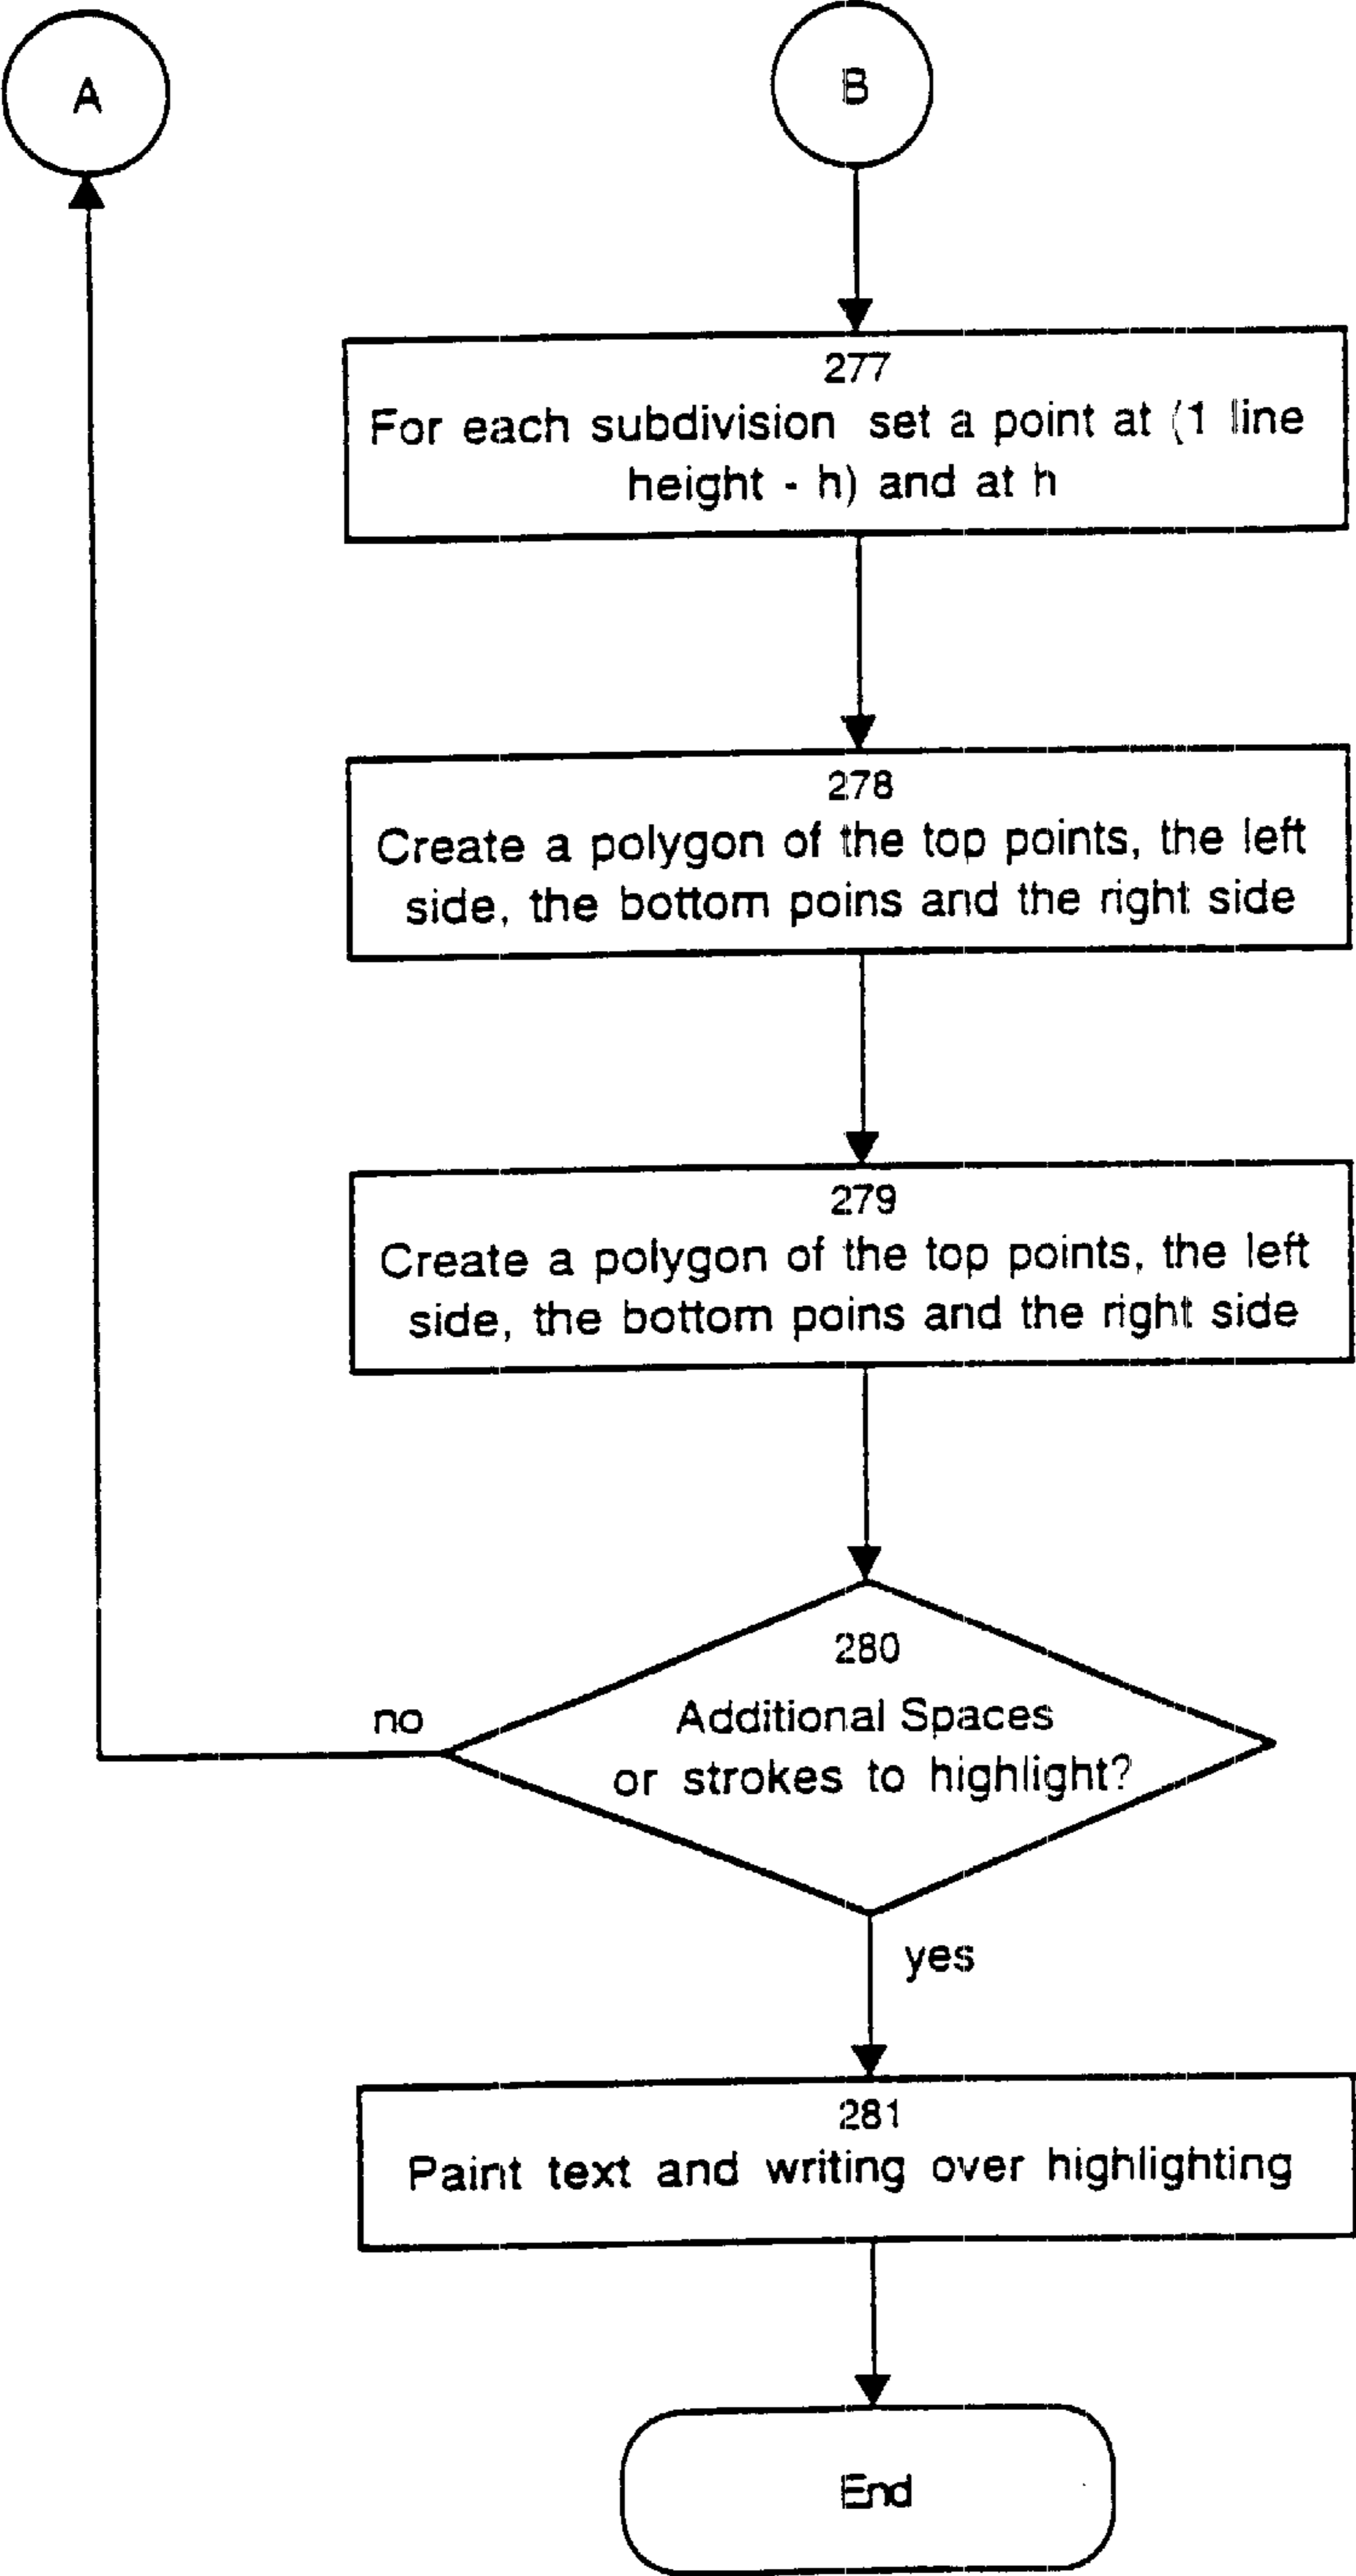 A
B
277
For each subdivision set a point at (1 line
height - h) and at h
278
Create a polygon of the top points, the left
side, the bottom poins and the right side
279
Create a polygon of the top points, the left
side, the bottom poins and the right side
280
Additional Spaces
or strokes to highlight?
no
yes
281
Paint text and writing over highlighting
End